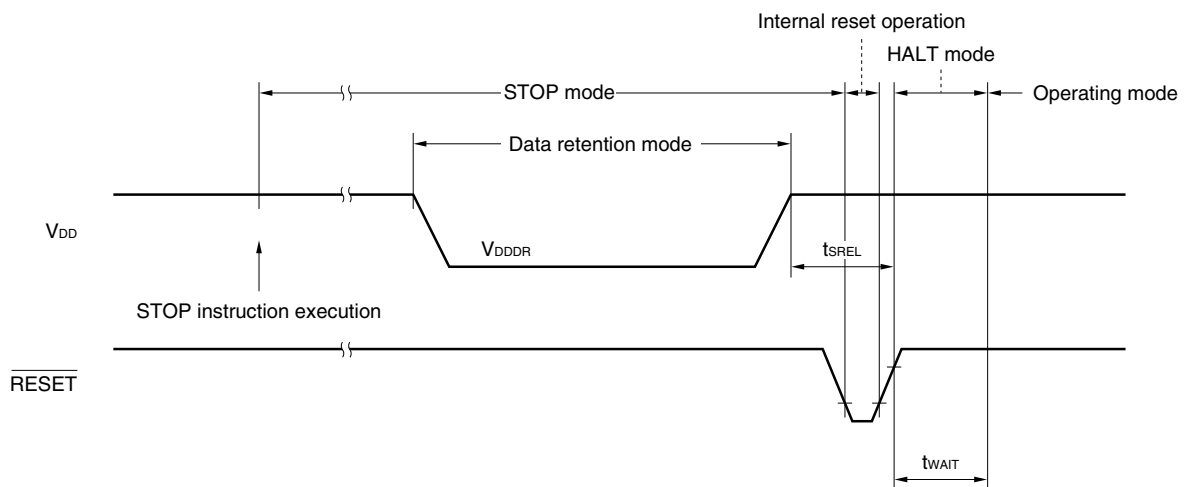 Internal reset operation
HALT mode
STOP mode
Operating mode
Data retention mode
VDD
VDDDR
tSREL
STOP instruction execution
RESET
tWAIT